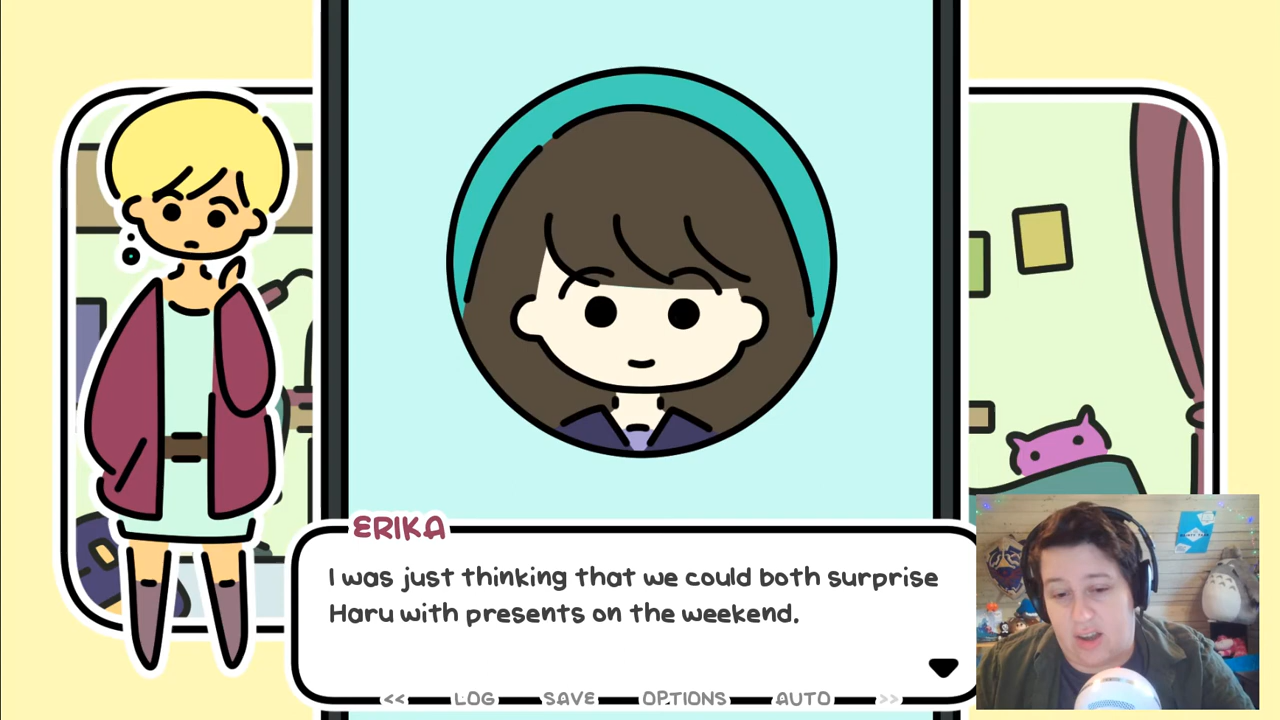 ERIKA
I was just thinking that we could both surprise
Haru with presents on the weekend.
<< LOG SAVE OPTIONS AUTO >>